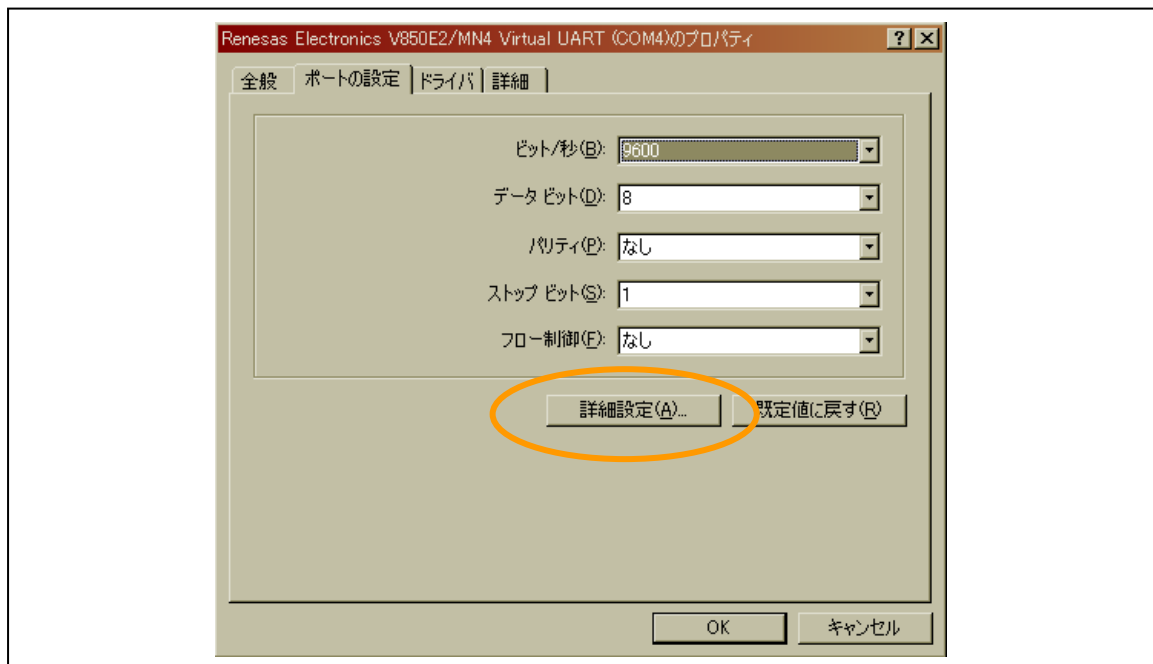 Renesas Electronics V850E2/MN4 Virtual UART (COM4)のプロパティ
全般 ポートの設定 ドライバ 詳細
ビット/秒(B): 9600
データ ビット(D): 8
パリティ(P): なし
ストップ ビット(S): 1
フロー制御(F): なし
詳細設定(A)... 既定値に戻す(R)
OK キャンセル